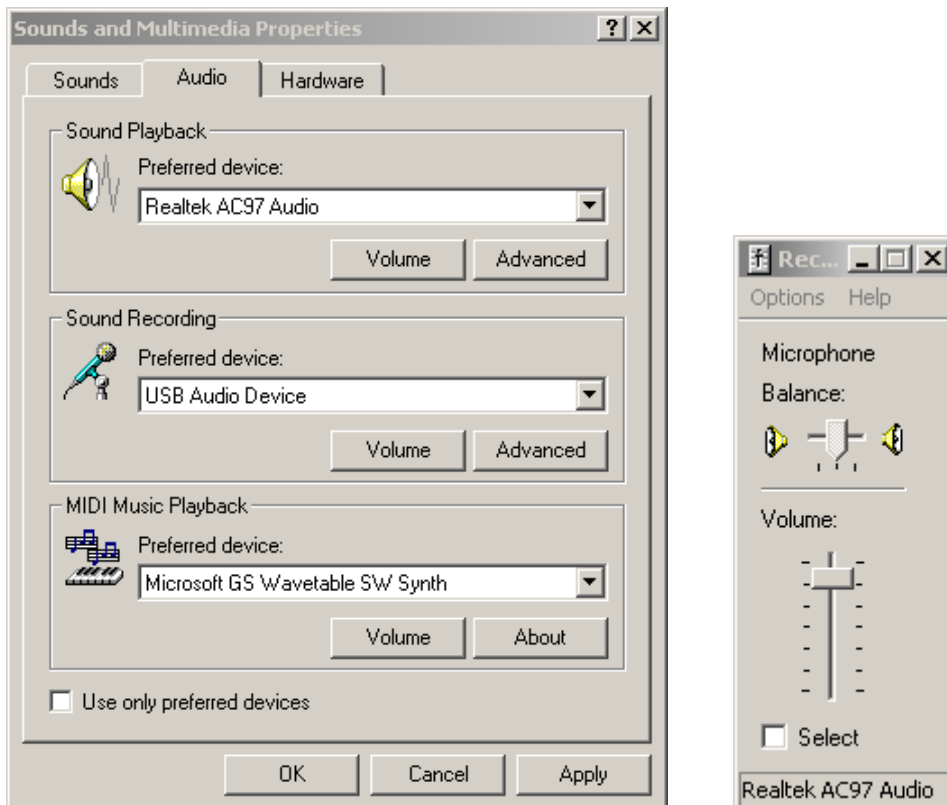 Sounds and Multimedia Properties
Sounds Audio Hardware
Sound Playback
Preferred device:
Realtek AC97 Audio
Volume Advanced
Sound Recording
Preferred device:
USB Audio Device
Volume Advanced
MIDI Music Playback
Preferred device:
Microsoft GS Wavetable SW Synth
Volume About
Use only preferred devices
OK Cancel Apply
Rec...
Options Help
Microphone
Balance:
Volume:
Select
Realtek AC97 Audio